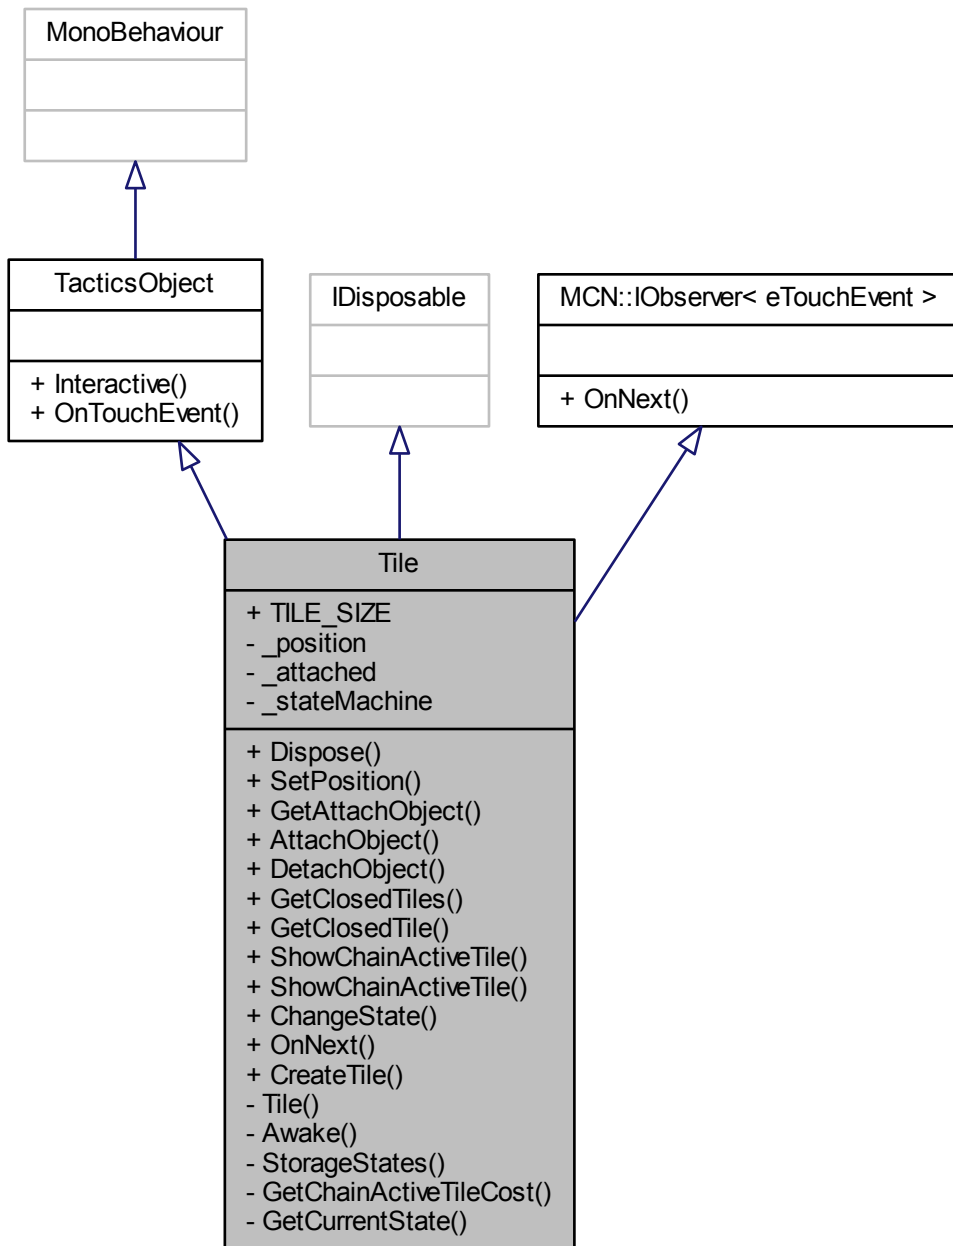 MonoBehaviour
TacticsObject
+ Interactive()
+ OnTouchEvent()
IDisposable
MCN::IObserver< eTouchEvent >
+ OnNext()
Tile
+ TILE_SIZE
- _position
- _attached
- _stateMachine
+ Dispose()
+ SetPosition()
+ GetAttachObject()
+ AttachObject()
+ DetachObject()
+ GetClosedTiles()
+ GetClosedTile()
+ ShowChainActiveTile()
+ ShowChainActiveTile()
+ ChangeState()
+ OnNext()
+ CreateTile()
- Tile()
- Awake()
- StorageStates()
- GetChainActiveTileCost()
- GetCurrentState()